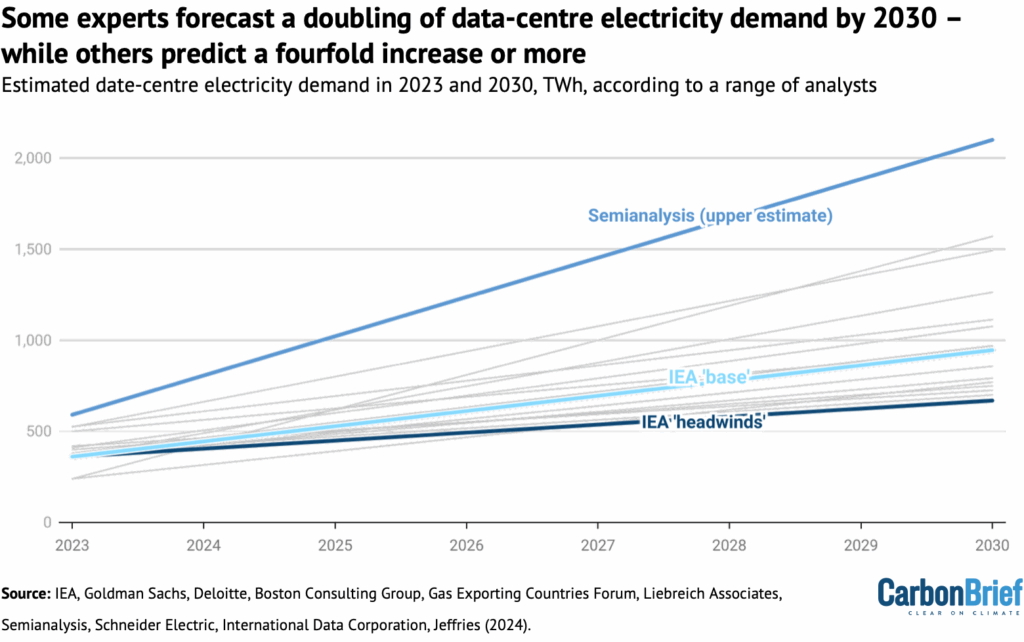 Some experts forecast a doubling of data-centre electricity demand by 2030 –
while others predict a fourfold increase or more
Estimated date-centre electricity demand in 2023 and 2030, TWh, according to a range of analysts
2,000
Semianalysis (upper estimate)
1,500
1,000
IEA 'base'
500
IEA 'headwinds'
0
2023 2024 2025 2026 2027 2028 2029 2030
Source: IEA, Goldman Sachs, Deloitte, Boston Consulting Group, Gas Exporting Countries Forum, Liebreich Associates,
Semianalysis, Schneider Electric, International Data Corporation, Jeffries (2024).
CarbonBrief
CLEAR ON CLIMATE